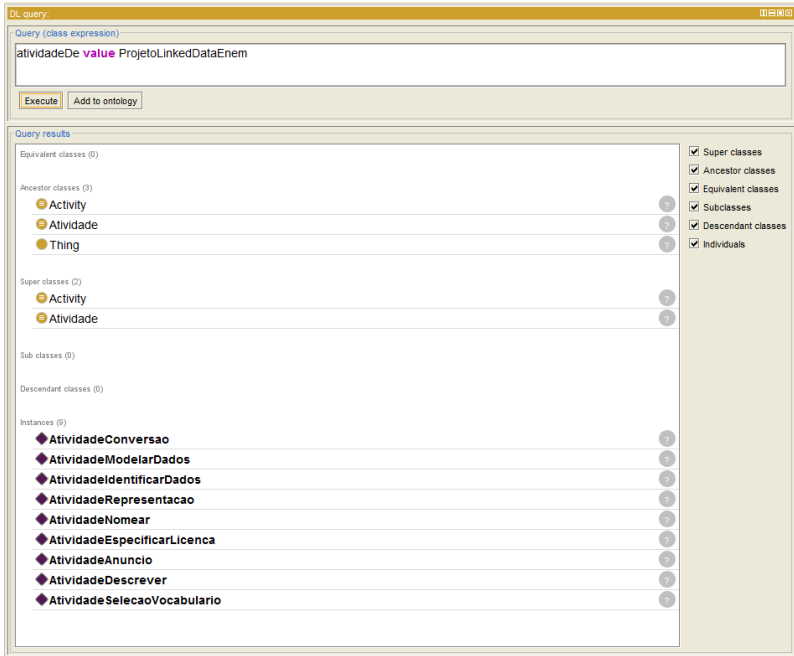 DL query:
Query (class expression)
atividadeDe value ProjetoLinkedDataEnem
Execute
Add to ontology
Query results
Equivalent classes (0)
Super classes
Ancestor classes
Ancestor classes (3)
Equivalent classes
Activity
?
Subclasses
Atividade
?
Descendant classes
Thing
?
Individuals
Super classes (2)
Activity
?
Atividade
?
Sub classes (0)
Descendant classes (0)
Instances (9)
AtividadeConversao
?
AtividadeModelarDados
?
AtividadeIdentificarDados
?
AtividadeRepresentacao
?
AtividadeNomear
?
AtividadeEspecificarLicenca
?
AtividadeAnuncio
?
AtividadeDescrever
?
AtividadeSelecaoVocabulario
?